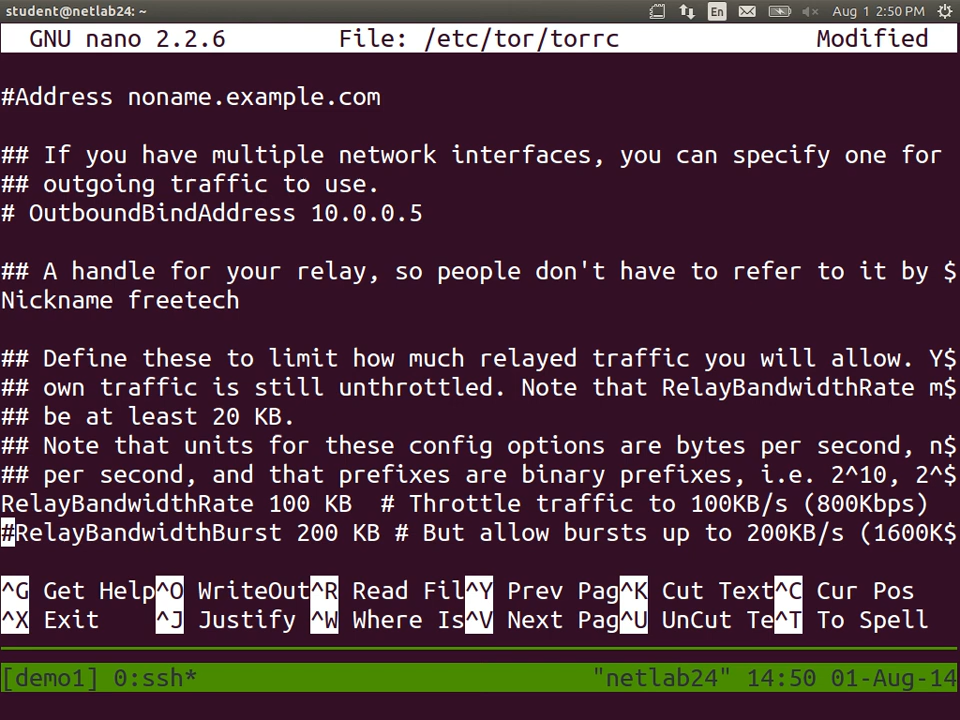 student@netlab24: ~ En Aug 1 2:50 PM
GNU nano 2.2.6 File: /etc/tor/torrc Modified
#Address noname.example.com
## If you have multiple network interfaces, you can specify one for
## outgoing traffic to use.
# OutboundBindAddress 10.0.0.5
## A handle for your relay, so people don't have to refer to it by $
Nickname freetech
## Define these to limit how much relayed traffic you will allow. Y$
## own traffic is still unthrottled. Note that RelayBandwidthRate m$
## be at least 20 KB.
## Note that units for these config options are bytes per second, n$
## per second, and that prefixes are binary prefixes, i.e. 2^10, 2^$
RelayBandwidthRate 100 KB  # Throttle traffic to 100KB/s (800Kbps)
#RelayBandwidthBurst 200 KB # But allow bursts up to 200KB/s (1600K$
^G Get Help^O WriteOut^R Read Fil^Y Prev Pag^K Cut Text^C Cur Pos
^X Exit ^J Justify ^W Where Is^V Next Pag^U UnCut Te^T To Spell
[demo1] 0:ssh* "netlab24" 14:50 01-Aug-14